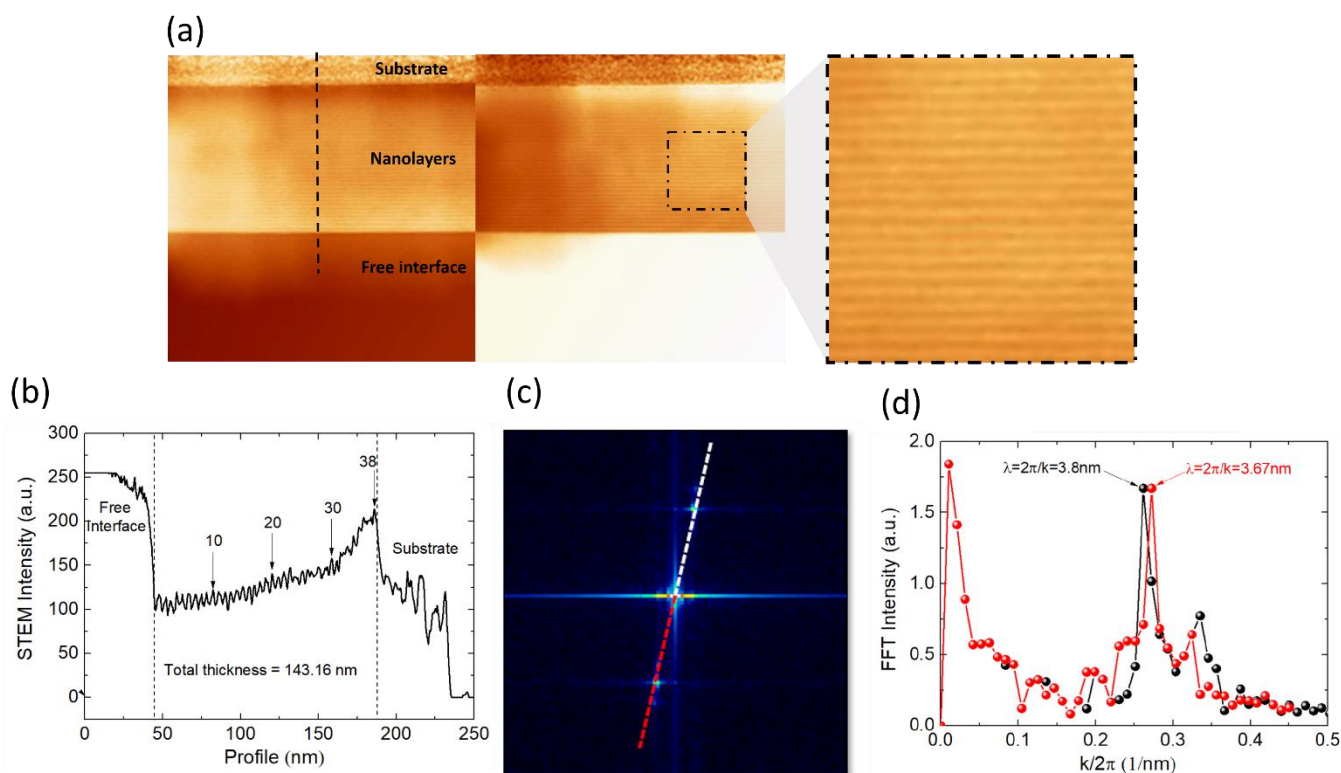 (a)
Substrate
Nanolayers
Free interface
(b)
300
250
200
150
100
50
0
0
50
100
150
200
250
STEM Intensity (a.u.)
Profile (nm)
Free
Interface
10
20
30
38
Substrate
Total thickness = 143.16 nm
(c)
(d)
2.0
1.5
1.0
0.5
0.0
0.0
0.1
0.2
0.3
0.4
0.5
FFT Intensity (a.u.)
k/2π (1/nm)
λ=2π/k=3.8nm
λ=2π/k=3.67nm